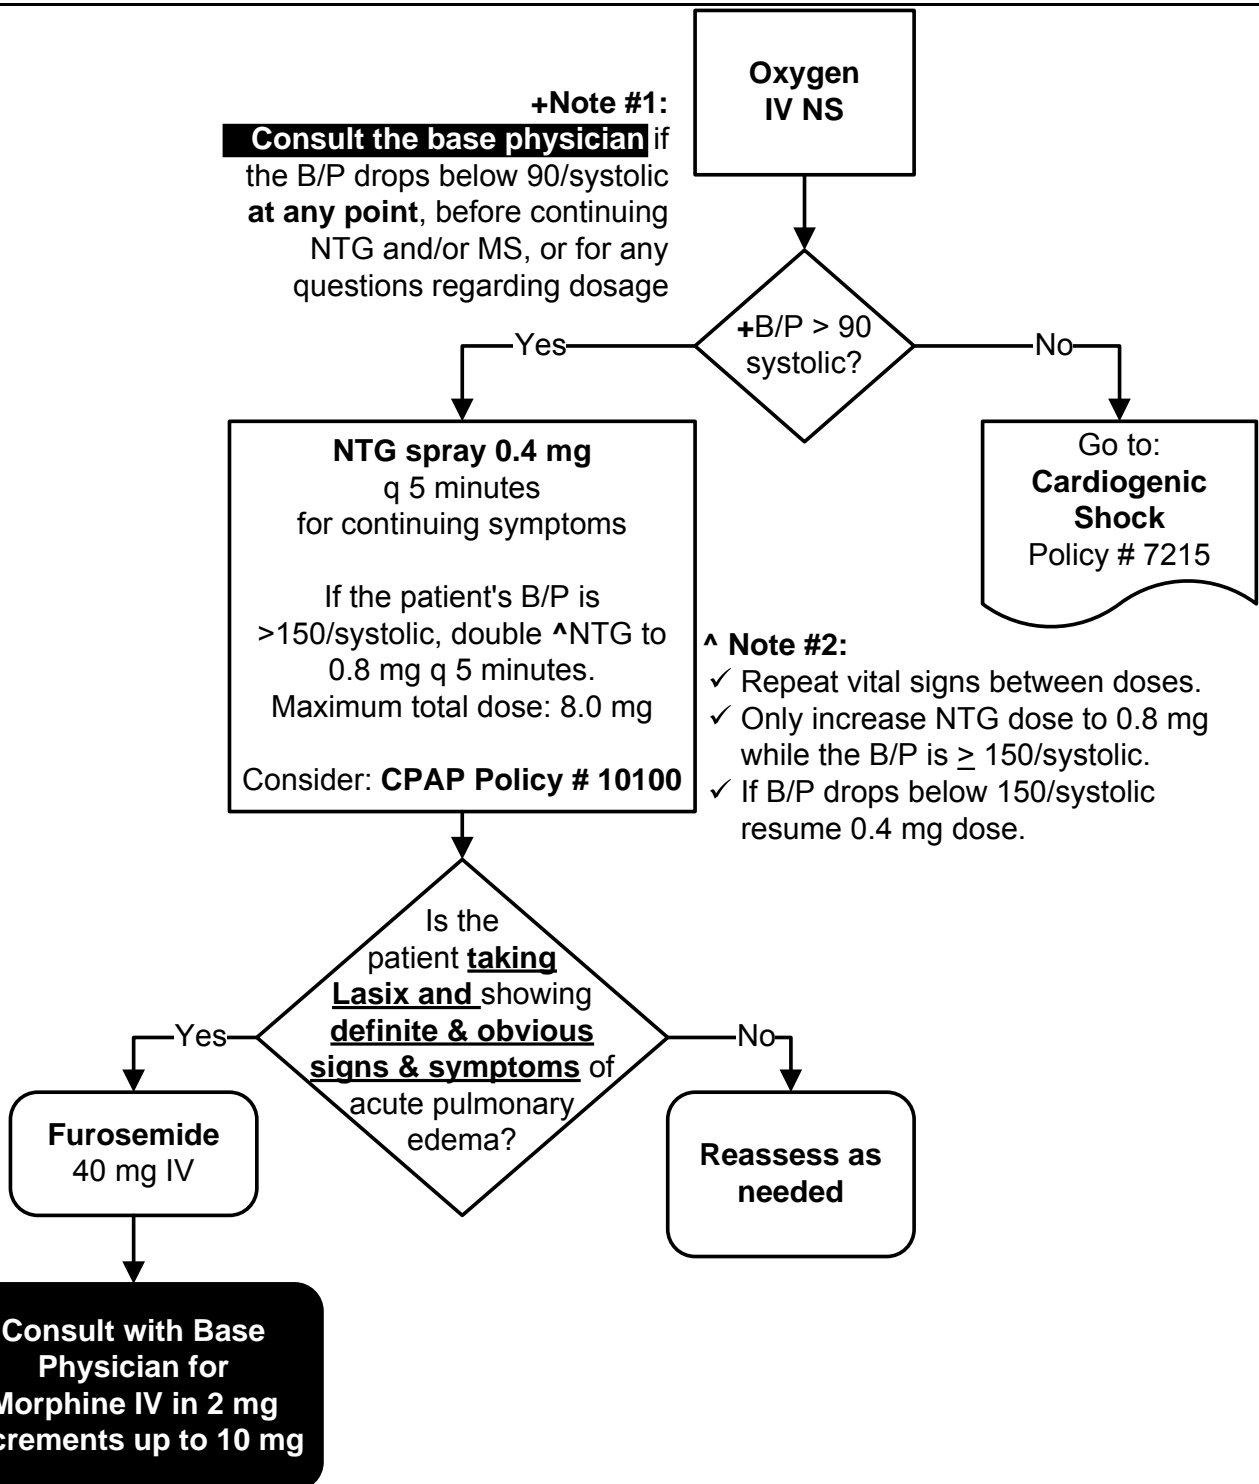 Oxygen
IV NS
+Note #1:
Consult the base physician if
the B/P drops below 90/systolic
at any point, before continuing
NTG and/or MS, or for any
questions regarding dosage
+B/P > 90
systolic?
Yes
No
NTG spray 0.4 mg
q 5 minutes
for continuing symptoms
If the patient's B/P is
>150/systolic, double ^NTG to
0.8 mg q 5 minutes.
Maximum total dose: 8.0 mg
Consider: CPAP Policy # 10100
Go to:
Cardiogenic
Shock
Policy # 7215
^ Note #2:
✓ Repeat vital signs between doses.
✓ Only increase NTG dose to 0.8 mg
while the B/P is ≥ 150/systolic.
✓ If B/P drops below 150/systolic
resume 0.4 mg dose.
Is the
patient taking
Lasix and showing
definite & obvious
signs & symptoms of
acute pulmonary
edema?
Yes
No
Furosemide
40 mg IV
Reassess as
needed
Consult with Base
Physician for
Morphine IV in 2 mg
crements up to 10 mg